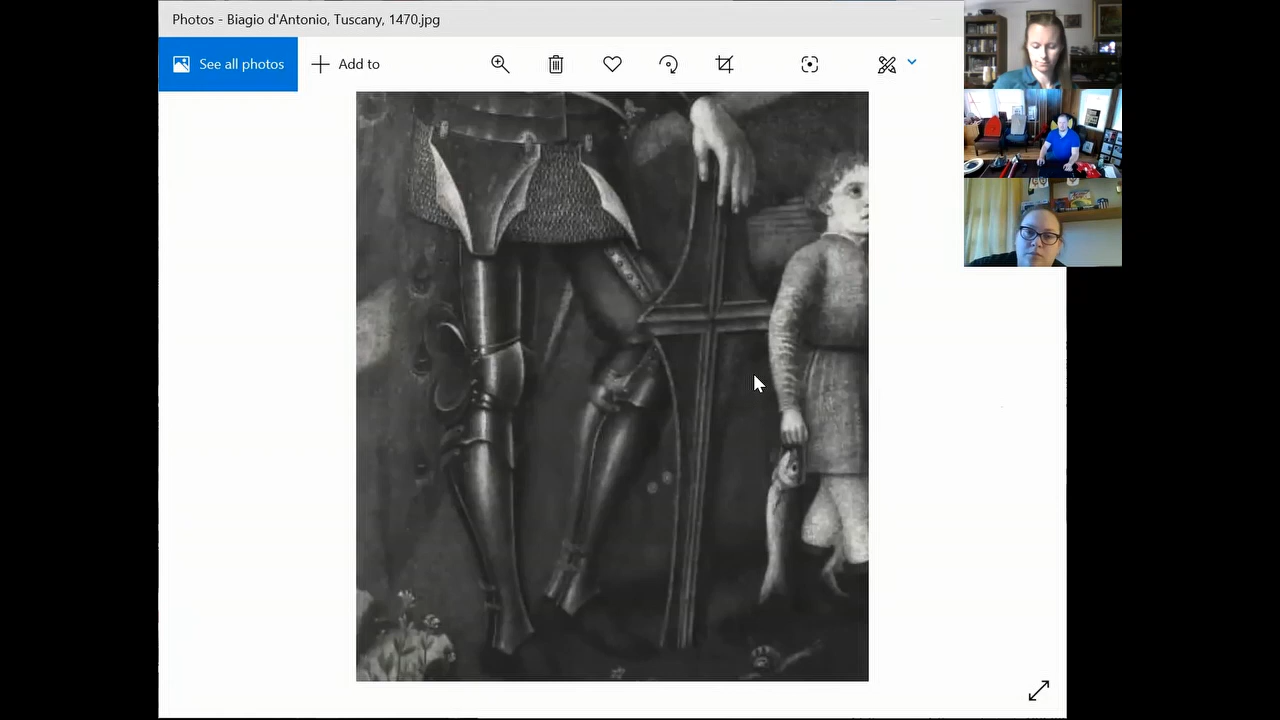 Photos - Biagio d'Antonio, Tuscany, 1470.jpg
See all photos
Add to